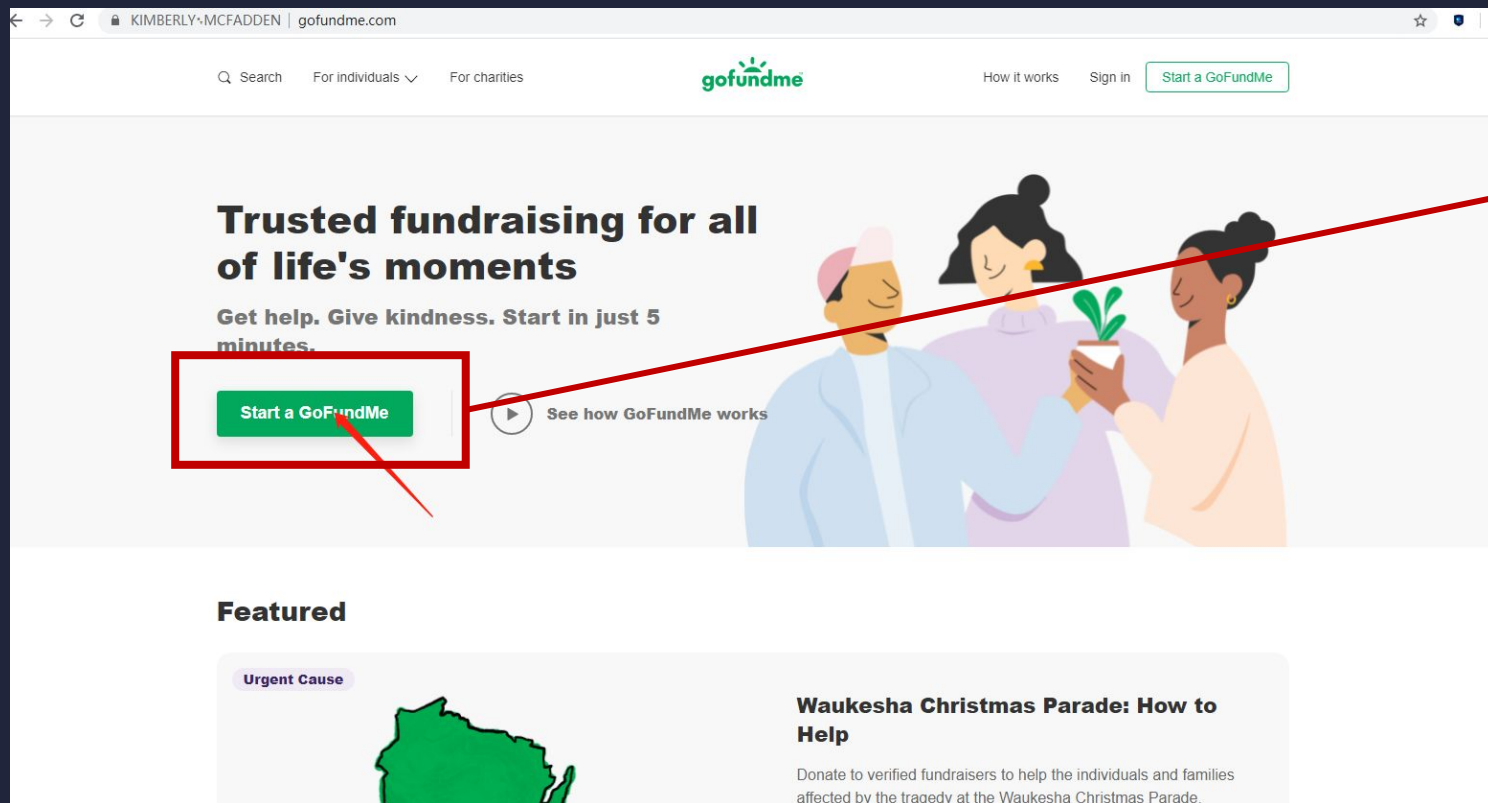 KIMBERLY MCFADDEN | gofundme.com
Search For individuals For charities gofundme How it works Sign in Start a GoFundMe
Trusted fundraising for all
of life's moments
Get help. Give kindness. Start in just 5
minutes.
Start a GoFundMe See how GoFundMe works
Featured
Urgent Cause
Waukesha Christmas Parade: How to
Help
Donate to verified fundraisers to help the individuals and families
affected by the tragedy at the Waukesha Christmas Parade.